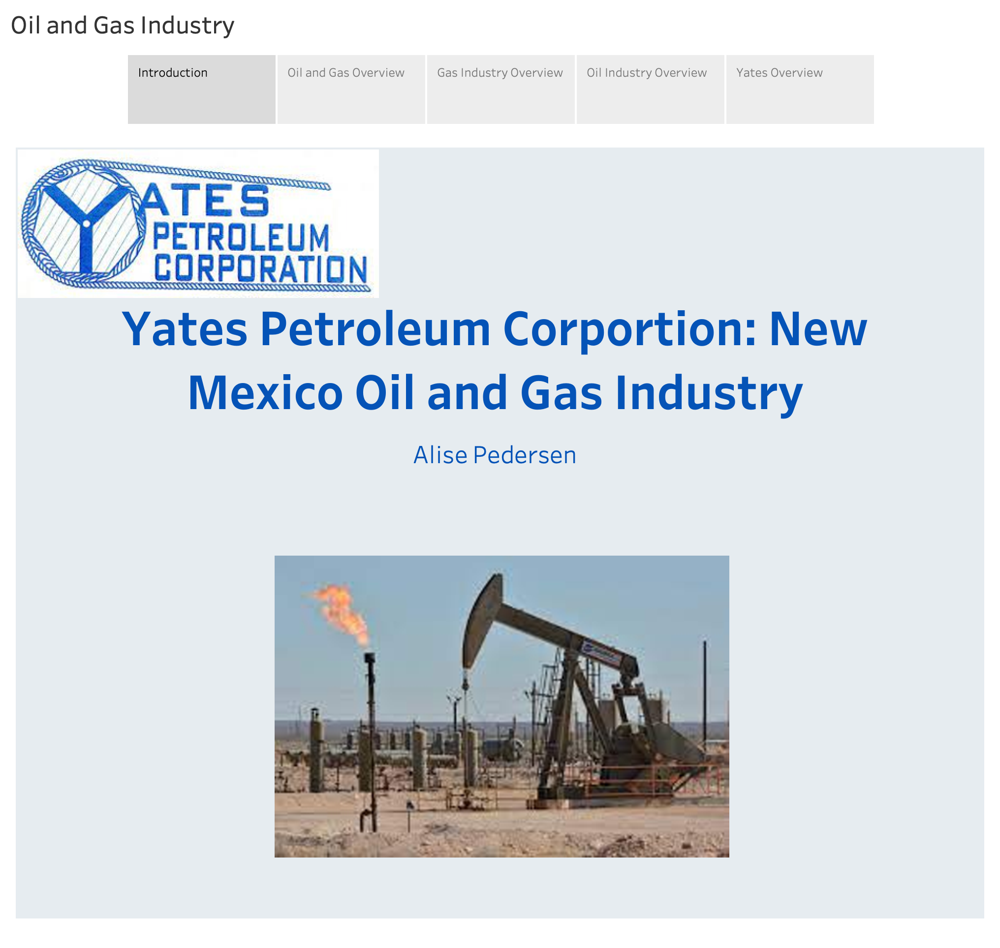 Oil and Gas Industry
Introduction
Oil and Gas Overview
Gas Industry Overview
Oil Industry Overview
Yates Overview
YATES
PETROLEUM
CORPORATION
Yates Petroleum Corportion: New
Mexico Oil and Gas Industry
Alise Pedersen